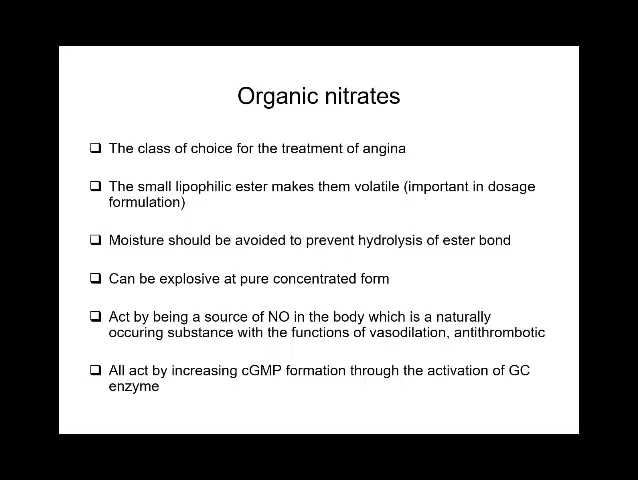 Organic nitrates
❑ The class of choice for the treatment of angina
❑ The small lipophilic ester makes them volatile (important in dosage
formulation)
❑ Moisture should be avoided to prevent hydrolysis of ester bond
❑ Can be explosive at pure concentrated form
❑ Act by being a source of NO in the body which is a naturally
occuring substance with the functions of vasodilation, antithrombotic
❑ All act by increasing cGMP formation through the activation of GC
enzyme